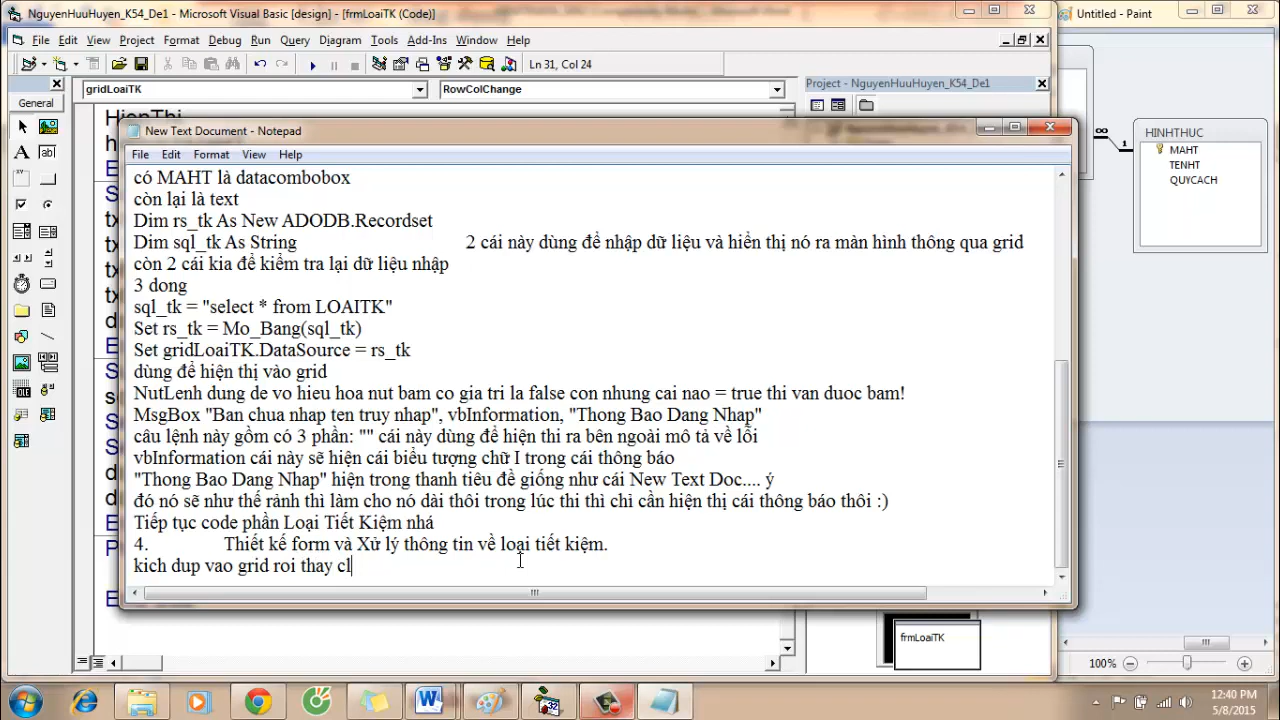 NguyenHuuHuyen_K54_De1 - Microsoft Visual Basic [design] - [frmLoaiTK (Code)]
Untitled - Paint
File Edit View Project Format Debug Run Query Diagram Tools Add-Ins Window Help
Ln 31, Col 24
General
gridLoaiTK
RowColChange
Project - NguyenHuuHuyen_K54_De1
HienThi
New Text Document - Notepad
File Edit Format View Help
có MAHT là datacombobox
còn lại là text
Dim rs_tk As New ADODB.Recordset
Dim sql_tk As String 2 cái này dùng để nhập dữ liệu và hiển thị nó ra màn hình thông qua grid
còn 2 cái kia để kiểm tra lại dữ liệu nhập
3 dong
sql_tk = "select * from LOAITK"
Set rs_tk = Mo_Bang(sql_tk)
Set gridLoaiTK.DataSource = rs_tk
dùng để hiện thị vào grid
NutLenh dung de vo hieu hoa nut bam co gia tri la false con nhung cai nao = true thi van duoc bam!
MsgBox "Ban chua nhap ten truy nhap", vbInformation, "Thong Bao Dang Nhap"
câu lệnh này gồm có 3 phần: "" cái này dùng để hiện thi ra bên ngoài mô tả về lỗi
vbInformation cái này sẽ hiện cái biểu tượng chữ I trong cái thông báo
"Thong Bao Dang Nhap" hiện trong thanh tiêu đề giống như cái New Text Doc.... ý
đó nó sẽ như thế rảnh thì làm cho nó dài thôi trong lúc thi thì chi cần hiện thị cái thông báo thôi :)
Tiếp tục code phần Loại Tiết Kiệm nhá
4. Thiết kế form và Xử lý thông tin về loại tiết kiệm.
kich dup vao grid roi thay cl
HINHTHUC
MAHT
TENHT
QUYCACH
∞
1
frmLoaiTK
100%
12:40 PM
5/8/2015